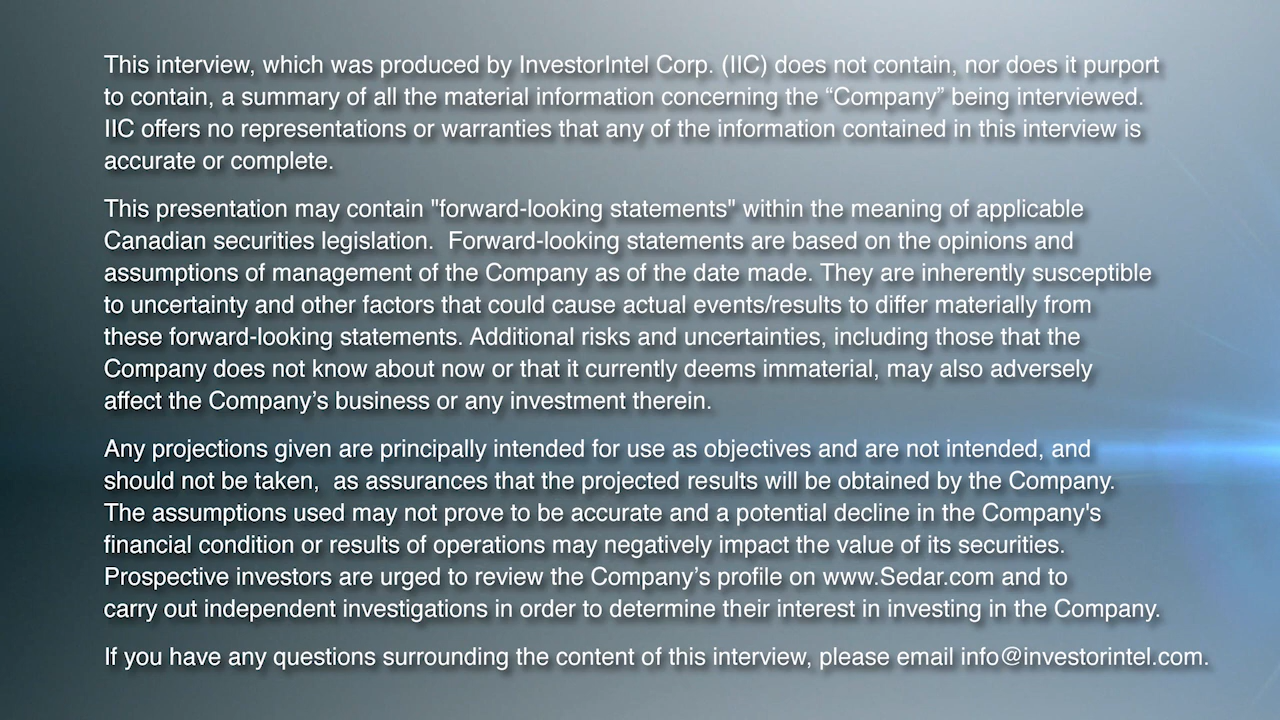 This interview, which was produced by InvestorIntel Corp. (IIC) does not contain, nor does it purport
to contain, a summary of all the material information concerning the “Company” being interviewed.
IIC offers no representations or warranties that any of the information contained in this interview is
accurate or complete.
This presentation may contain "forward-looking statements" within the meaning of applicable
Canadian securities legislation.  Forward-looking statements are based on the opinions and
assumptions of management of the Company as of the date made. They are inherently susceptible
to uncertainty and other factors that could cause actual events/results to differ materially from
these forward-looking statements. Additional risks and uncertainties, including those that the
Company does not know about now or that it currently deems immaterial, may also adversely
affect the Company’s business or any investment therein.
Any projections given are principally intended for use as objectives and are not intended, and
should not be taken,  as assurances that the projected results will be obtained by the Company.
The assumptions used may not prove to be accurate and a potential decline in the Company's
financial condition or results of operations may negatively impact the value of its securities.
Prospective investors are urged to review the Company’s profile on www.Sedar.com and to
carry out independent investigations in order to determine their interest in investing in the Company.
If you have any questions surrounding the content of this interview, please email info@investorintel.com.